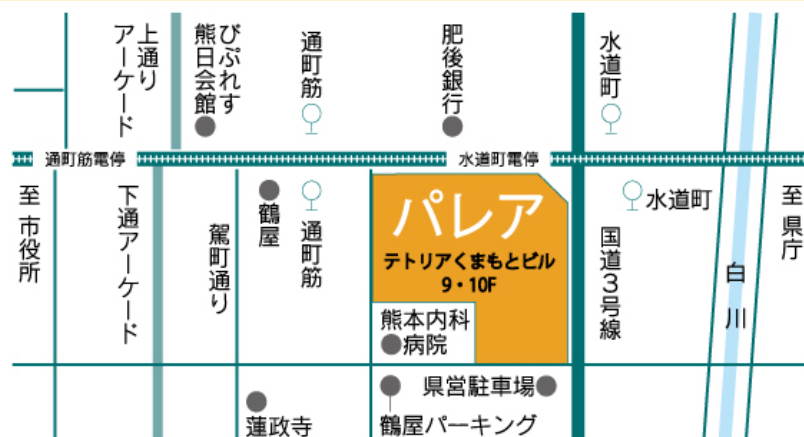 上通り
アーケード
びぷれす
熊日会館
通町筋
肥後銀行
水道町
通町筋電停
水道町電停
至 市役所
下通アーケード
駕町通り
鶴屋
通町筋
パレア
テトリアくまもとビル
9・10F
熊本内科
病院
国道3号線
水道町
白川
至 県庁
県営駐車場
蓮政寺
鶴屋パーキング